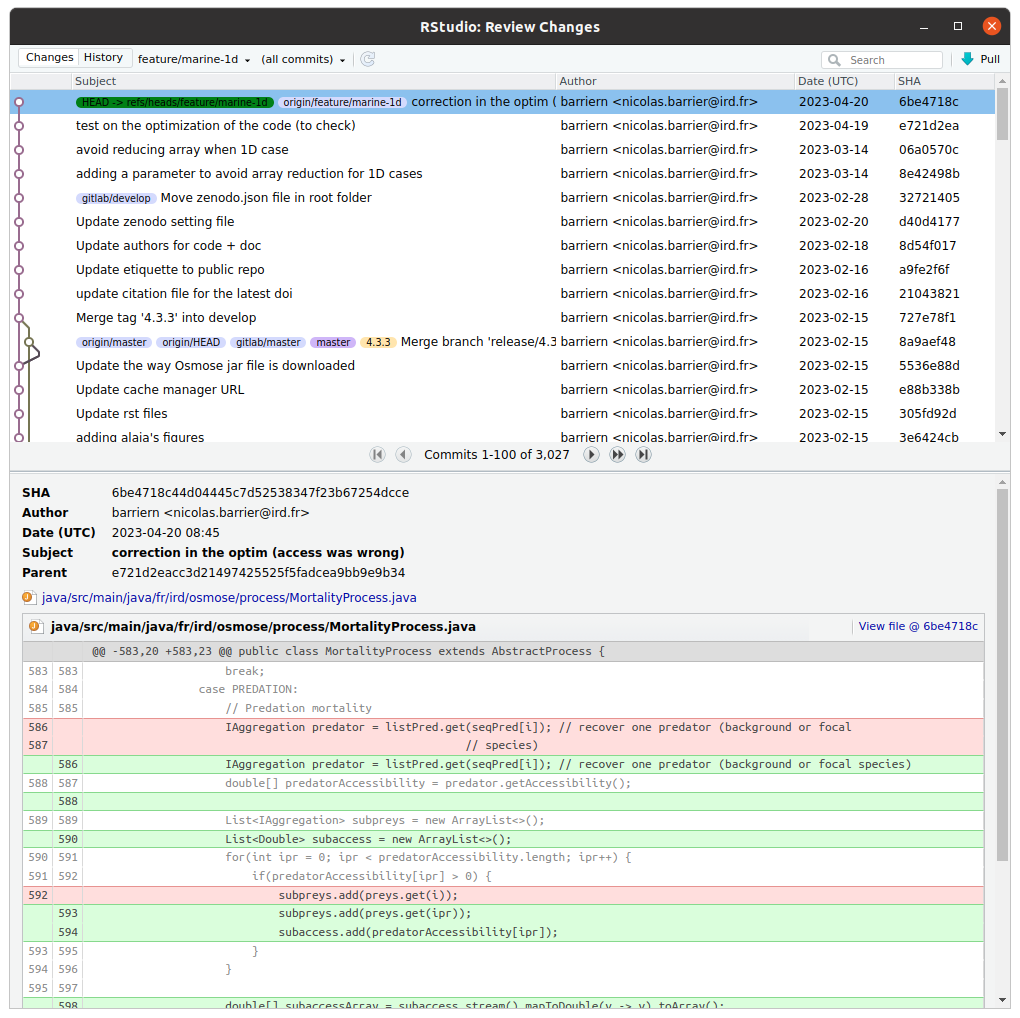 RStudio: Review Changes
Changes History feature/marine-1d (all commits) Search Pull
Subject Author Date (UTC) SHA
HEAD -> refs/heads/feature/marine-1d origin/feature/marine-1d correction in the optim ( barriern <nicolas.barrier@ird.fr> 2023-04-20 6be4718c
test on the optimization of the code (to check) barriern <nicolas.barrier@ird.fr> 2023-04-19 e721d2ea
avoid reducing array when 1D case barriern <nicolas.barrier@ird.fr> 2023-03-14 06a0570c
adding a parameter to avoid array reduction for 1D cases barriern <nicolas.barrier@ird.fr> 2023-03-14 8e42498b
gitlab/develop Move zenodo.json file in root folder barriern <nicolas.barrier@ird.fr> 2023-02-28 32721405
Update zenodo setting file barriern <nicolas.barrier@ird.fr> 2023-02-20 d40d4177
Update authors for code + doc barriern <nicolas.barrier@ird.fr> 2023-02-18 8d54f017
Update etiquette to public repo barriern <nicolas.barrier@ird.fr> 2023-02-16 a9fe2f6f
update citation file for the latest doi barriern <nicolas.barrier@ird.fr> 2023-02-16 21043821
Merge tag '4.3.3' into develop barriern <nicolas.barrier@ird.fr> 2023-02-15 727e78f1
origin/master origin/HEAD gitlab/master master 4.3.3 Merge branch 'release/4.3 barriern <nicolas.barrier@ird.fr> 2023-02-15 8a9aef48
Update the way Osmose jar file is downloaded barriern <nicolas.barrier@ird.fr> 2023-02-15 5536e88d
Update cache manager URL barriern <nicolas.barrier@ird.fr> 2023-02-15 e88b338b
Update rst files barriern <nicolas.barrier@ird.fr> 2023-02-15 305fd92d
adding alaia's figures barriern <nicolas.barrier@ird.fr> 2023-02-15 3e6424cb
Commits 1-100 of 3,027
SHA 6be4718c44d04445c7d52538347f23b67254dcce
Author barriern <nicolas.barrier@ird.fr>
Date (UTC) 2023-04-20 08:45
Subject correction in the optim (access was wrong)
Parent e721d2eacc3d21497425525f5fadcea9bb9e9b34
java/src/main/java/fr/ird/osmose/process/MortalityProcess.java
java/src/main/java/fr/ird/osmose/process/MortalityProcess.java View file @ 6be4718c
@@ -583,20 +583,23 @@ public class MortalityProcess extends AbstractProcess {
583 583 break;
584 584 case PREDATION:
585 585 // Predation mortality
586 IAggregation predator = listPred.get(seqPred[i]); // recover one predator (background or focal
587 // species)
586 IAggregation predator = listPred.get(seqPred[i]); // recover one predator (background or focal species)
588 587 double[] predatorAccessibility = predator.getAccessibility();
588
589 589 List<IAggregation> subpreys = new ArrayList<>();
590 List<Double> subaccess = new ArrayList<>();
590 591 for(int ipr = 0; ipr < predatorAccessibility.length; ipr++) {
591 592 if(predatorAccessibility[ipr] > 0) {
592 subpreys.add(preys.get(i));
593 subpreys.add(preys.get(ipr));
594 subaccess.add(predatorAccessibility[ipr]);
593 595 }
594 596 }
595 597
598 double[] subaccessArray = subaccess.stream().mapToDouble(v -> v).toArray();